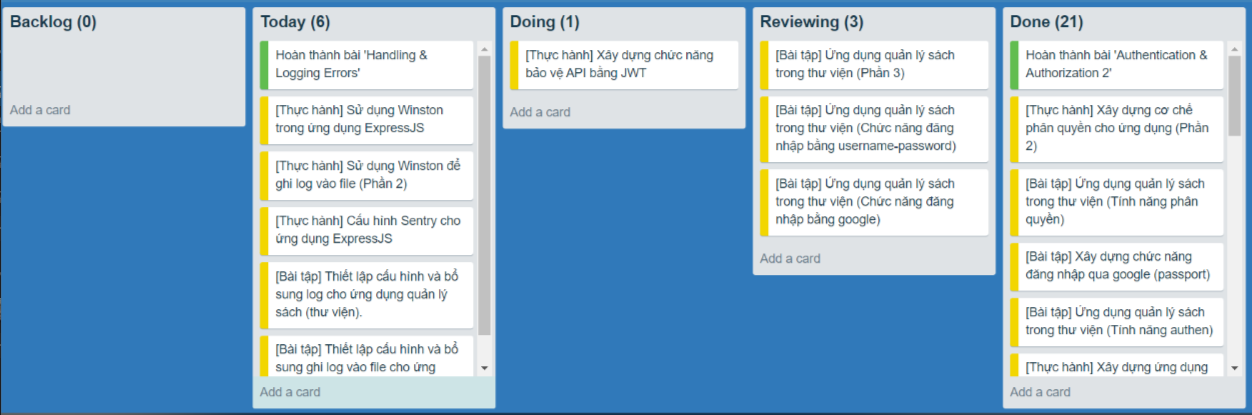 Backlog (0)
Add a card
Today (6)
Hoàn thành bài 'Handling &
Logging Errors'
[Thực hành] Sử dụng Winston
trong ứng dụng ExpressJS
[Thực hành] Sử dụng Winston để
ghi log vào file (Phần 2)
[Thực hành] Cấu hình Sentry cho
ứng dụng ExpressJS
[Bài tập] Thiết lập cấu hình và bổ
sung log cho ứng dụng quản lý
sách (thư viện).
[Bài tập] Thiết lập cấu hình và bổ
sung ghi log vào file cho ứng
Add a card
Doing (1)
[Thực hành] Xây dựng chức năng
bảo vệ API bằng JWT
Add a card
Reviewing (3)
[Bài tập] Ứng dụng quản lý sách
trong thư viện (Phần 3)
[Bài tập] Ứng dụng quản lý sách
trong thư viện (Chức năng đăng
nhập bằng username-password)
[Bài tập] Ứng dụng quản lý sách
trong thư viện (Chức năng đăng
nhập bằng google)
Add a card
Done (21)
Hoàn thành bài 'Authentication &
Authorization 2'
[Thực hành] Xây dựng cơ chế
phân quyền cho ứng dụng (Phần
2)
[Bài tập] Ứng dụng quản lý sách
trong thư viện (Tính năng phân
quyền)
[Bài tập] Xây dựng chức năng
đăng nhập qua google (passport)
[Bài tập] Ứng dụng quản lý sách
trong thư viện (Tính năng authen)
[Thực hành] Xây dựng ứng dụng
Add a card